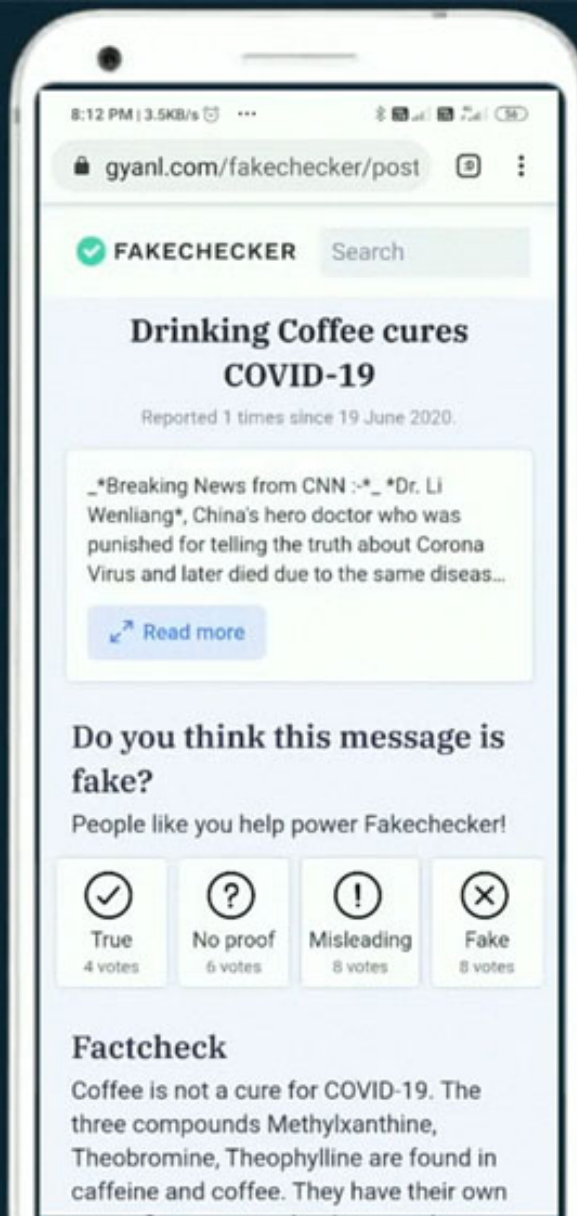 8:12 PM | 3.5KB/s ...
56
gyanl.com/fakechecker/post
FAKECHECKER Search
Drinking Coffee cures
COVID-19
Reported 1 times since 19 June 2020.
_*Breaking News from CNN :-*_ *Dr. Li
Wenliang*, China's hero doctor who was
punished for telling the truth about Corona
Virus and later died due to the same diseas...
Read more
Do you think this message is
fake?
People like you help power Fakechecker!
True No proof Misleading Fake
4 votes 6 votes 8 votes 8 votes
Factcheck
Coffee is not a cure for COVID-19. The
three compounds Methylxanthine,
Theobromine, Theophylline are found in
caffeine and coffee. They have their own